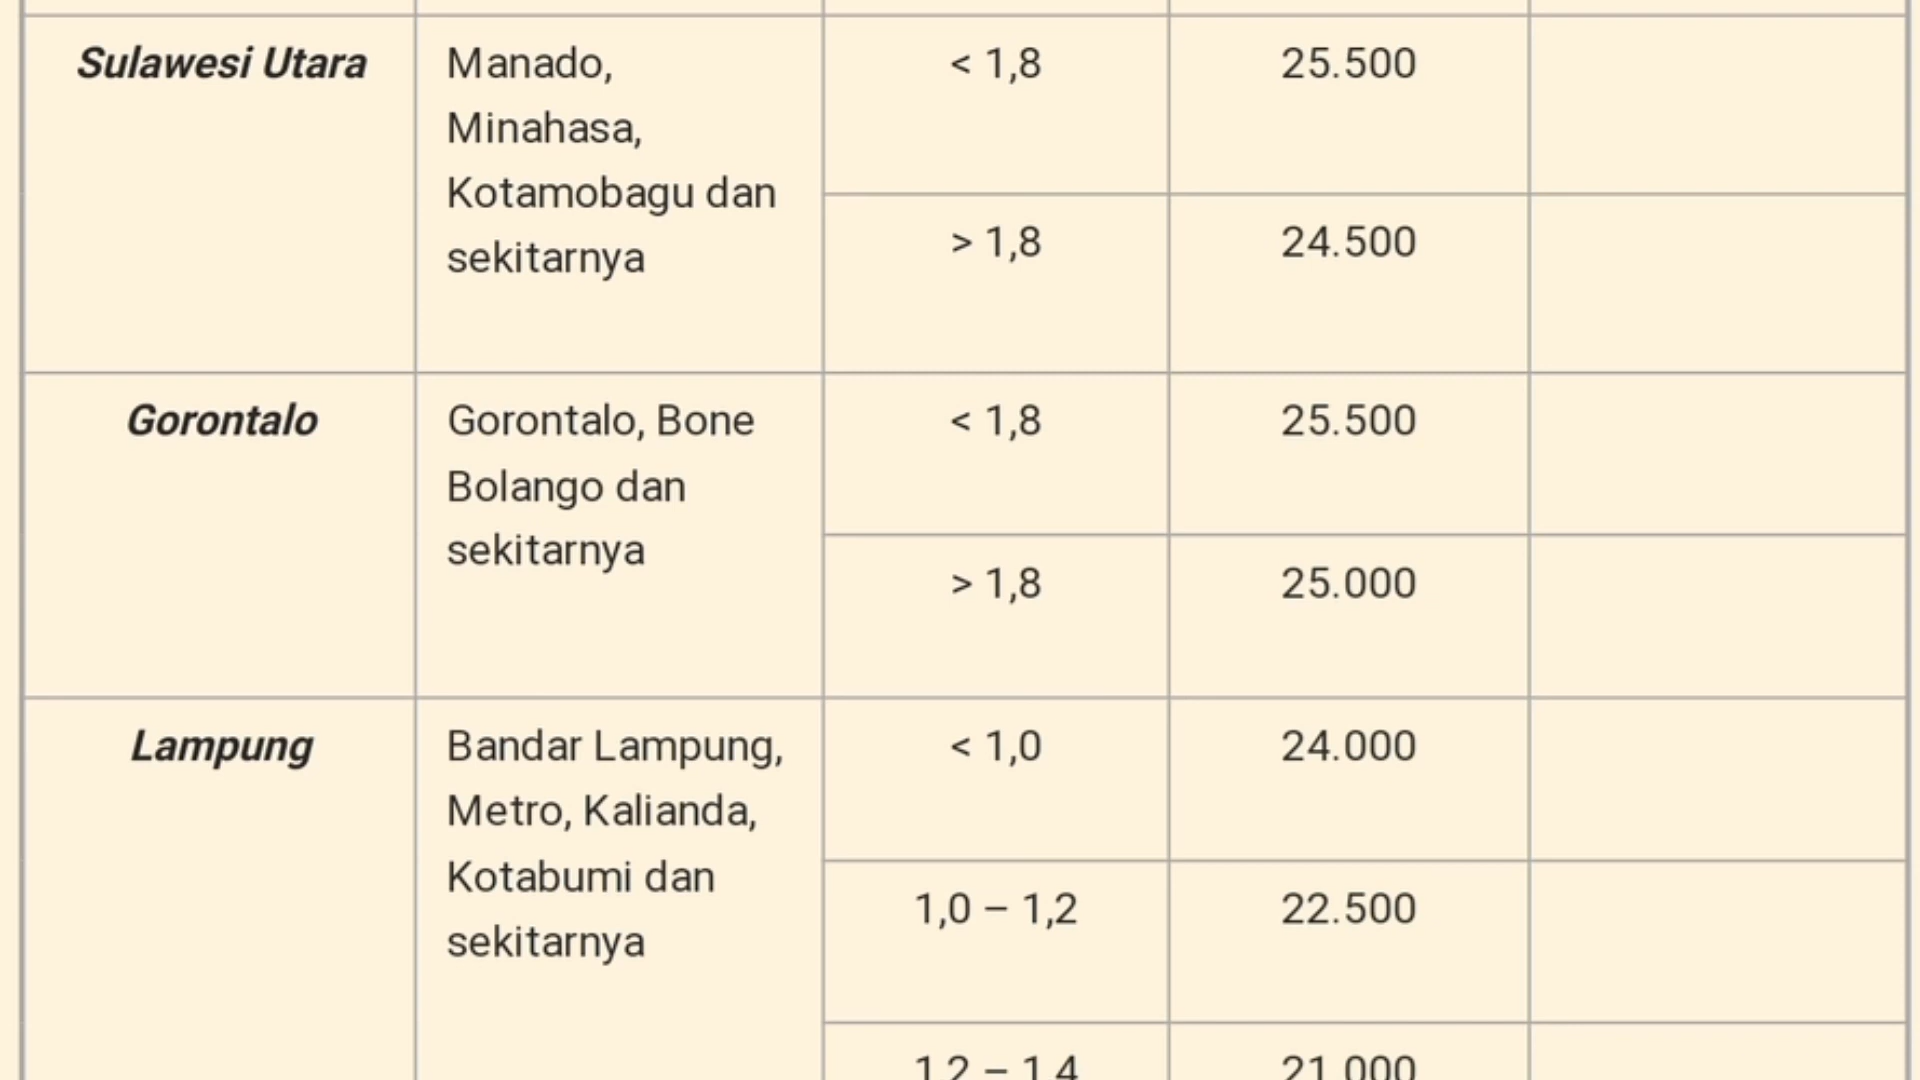 Sulawesi Utara
Manado,
Minahasa,
Kotamobagu dan
sekitarnya
< 1,8
25.500
> 1,8
24.500
Gorontalo
Gorontalo, Bone
Bolango dan
sekitarnya
< 1,8
25.500
> 1,8
25.000
Lampung
Bandar Lampung,
Metro, Kalianda,
Kotabumi dan
sekitarnya
< 1,0
24.000
1,0 – 1,2
22.500
1,2 – 1,4
21.000